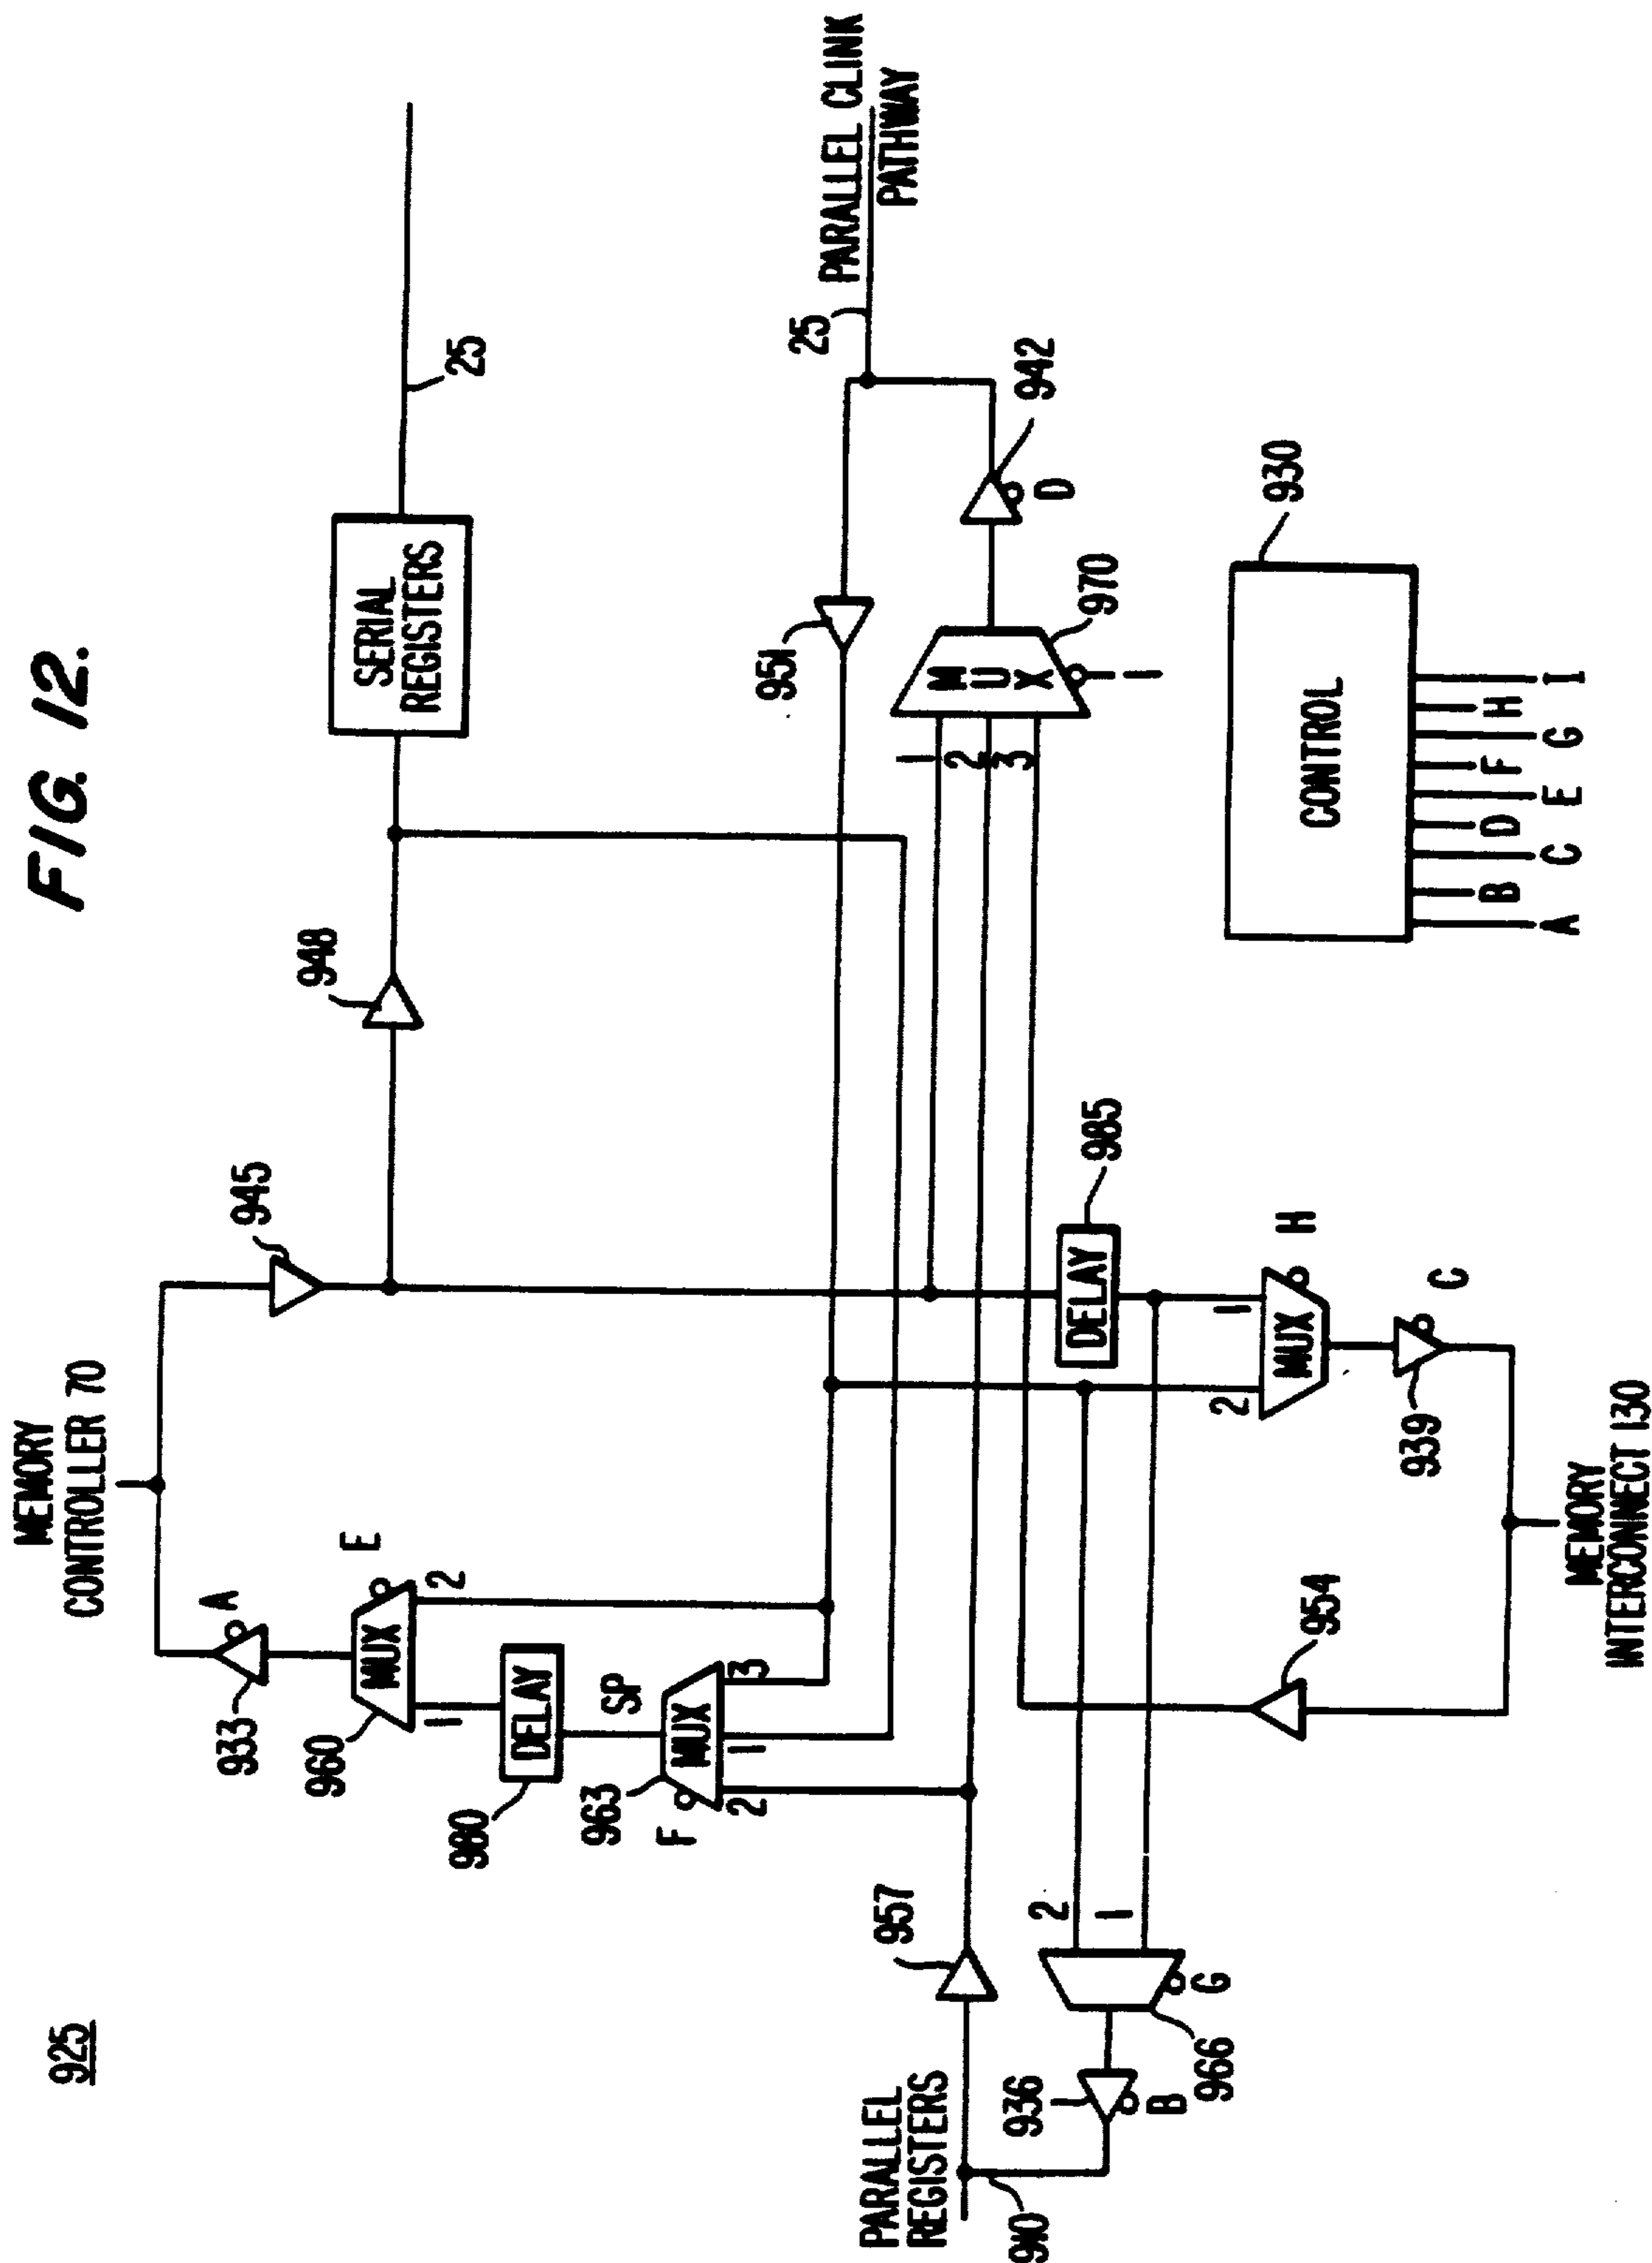 FIG. 12.
925
MEMORY
CONTROLLER 70
933
A
960
MUX
E
1
2
980
DELAY
SP
963
MUX
F
2
1
3
945
948
SERIAL
REGISTERS
25
PARALLEL
REGISTERS
910
957
936
B
966
G
2
1
951
25
PARALLEL CLINK
PATHWAY
1
2
3
MUX
970
I
942
D
985
DELAY
2
1
MUX
H
939
C
954
MEMORY
INTERCONNECT 130
CONTROL
930
A B C D E F G H I